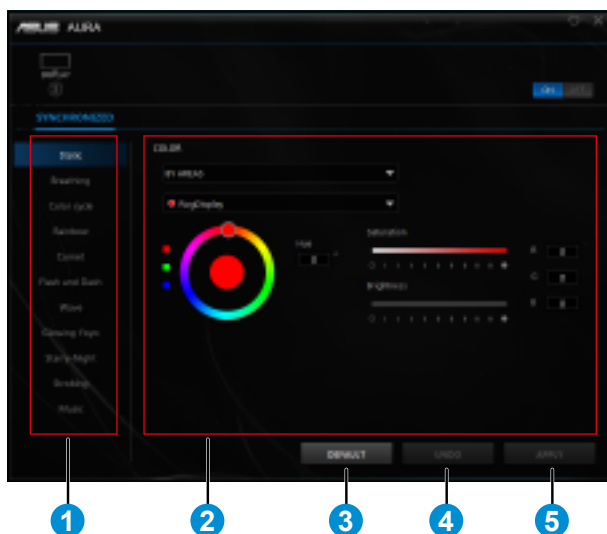 ASUS AURA
ON
SYNCHRONIZED
Static
COLOR
Breathing
BY AREAS
Color cycle
RogDisplay
Rainbow
Hue
Saturation
Comet
R
Flash and Dash
Brightness
G
Wave
B
Glowing Yoyo
Starry-Night
Strobing
Music
DEFAULT
UNDO
APPLY
1 2 3 4 5